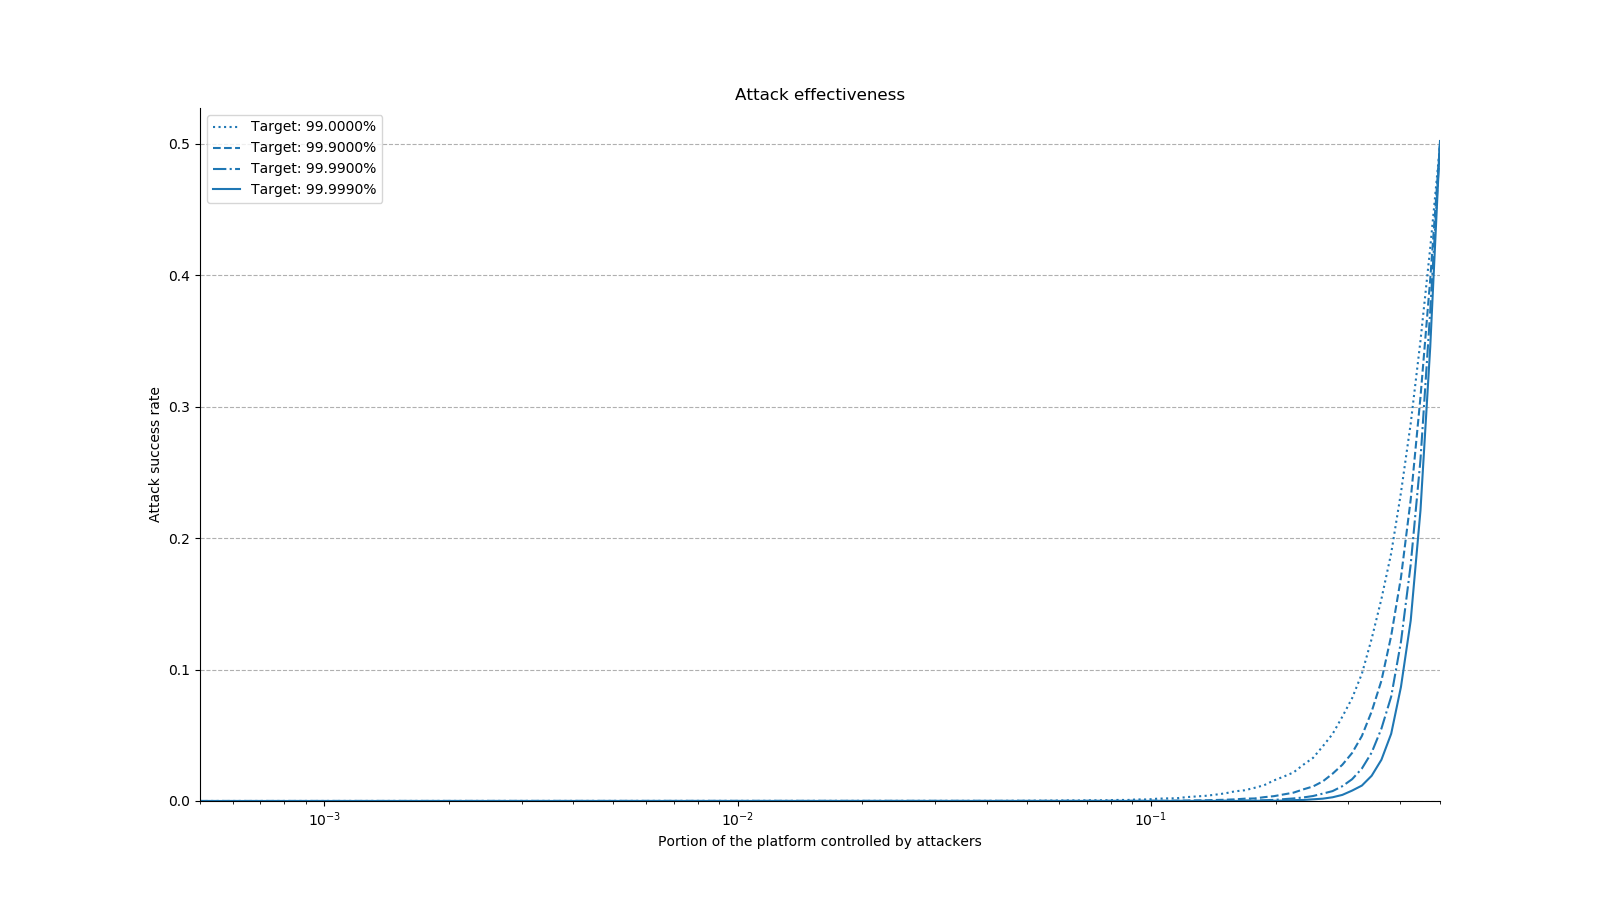 Attack effectiveness
Target: 99.0000%
Target: 99.9000%
Target: 99.9900%
Target: 99.9990%
0.5
0.4
0.3
0.2
0.1
0.0
Attack success rate
10⁻³
10⁻²
10⁻¹
Portion of the platform controlled by attackers